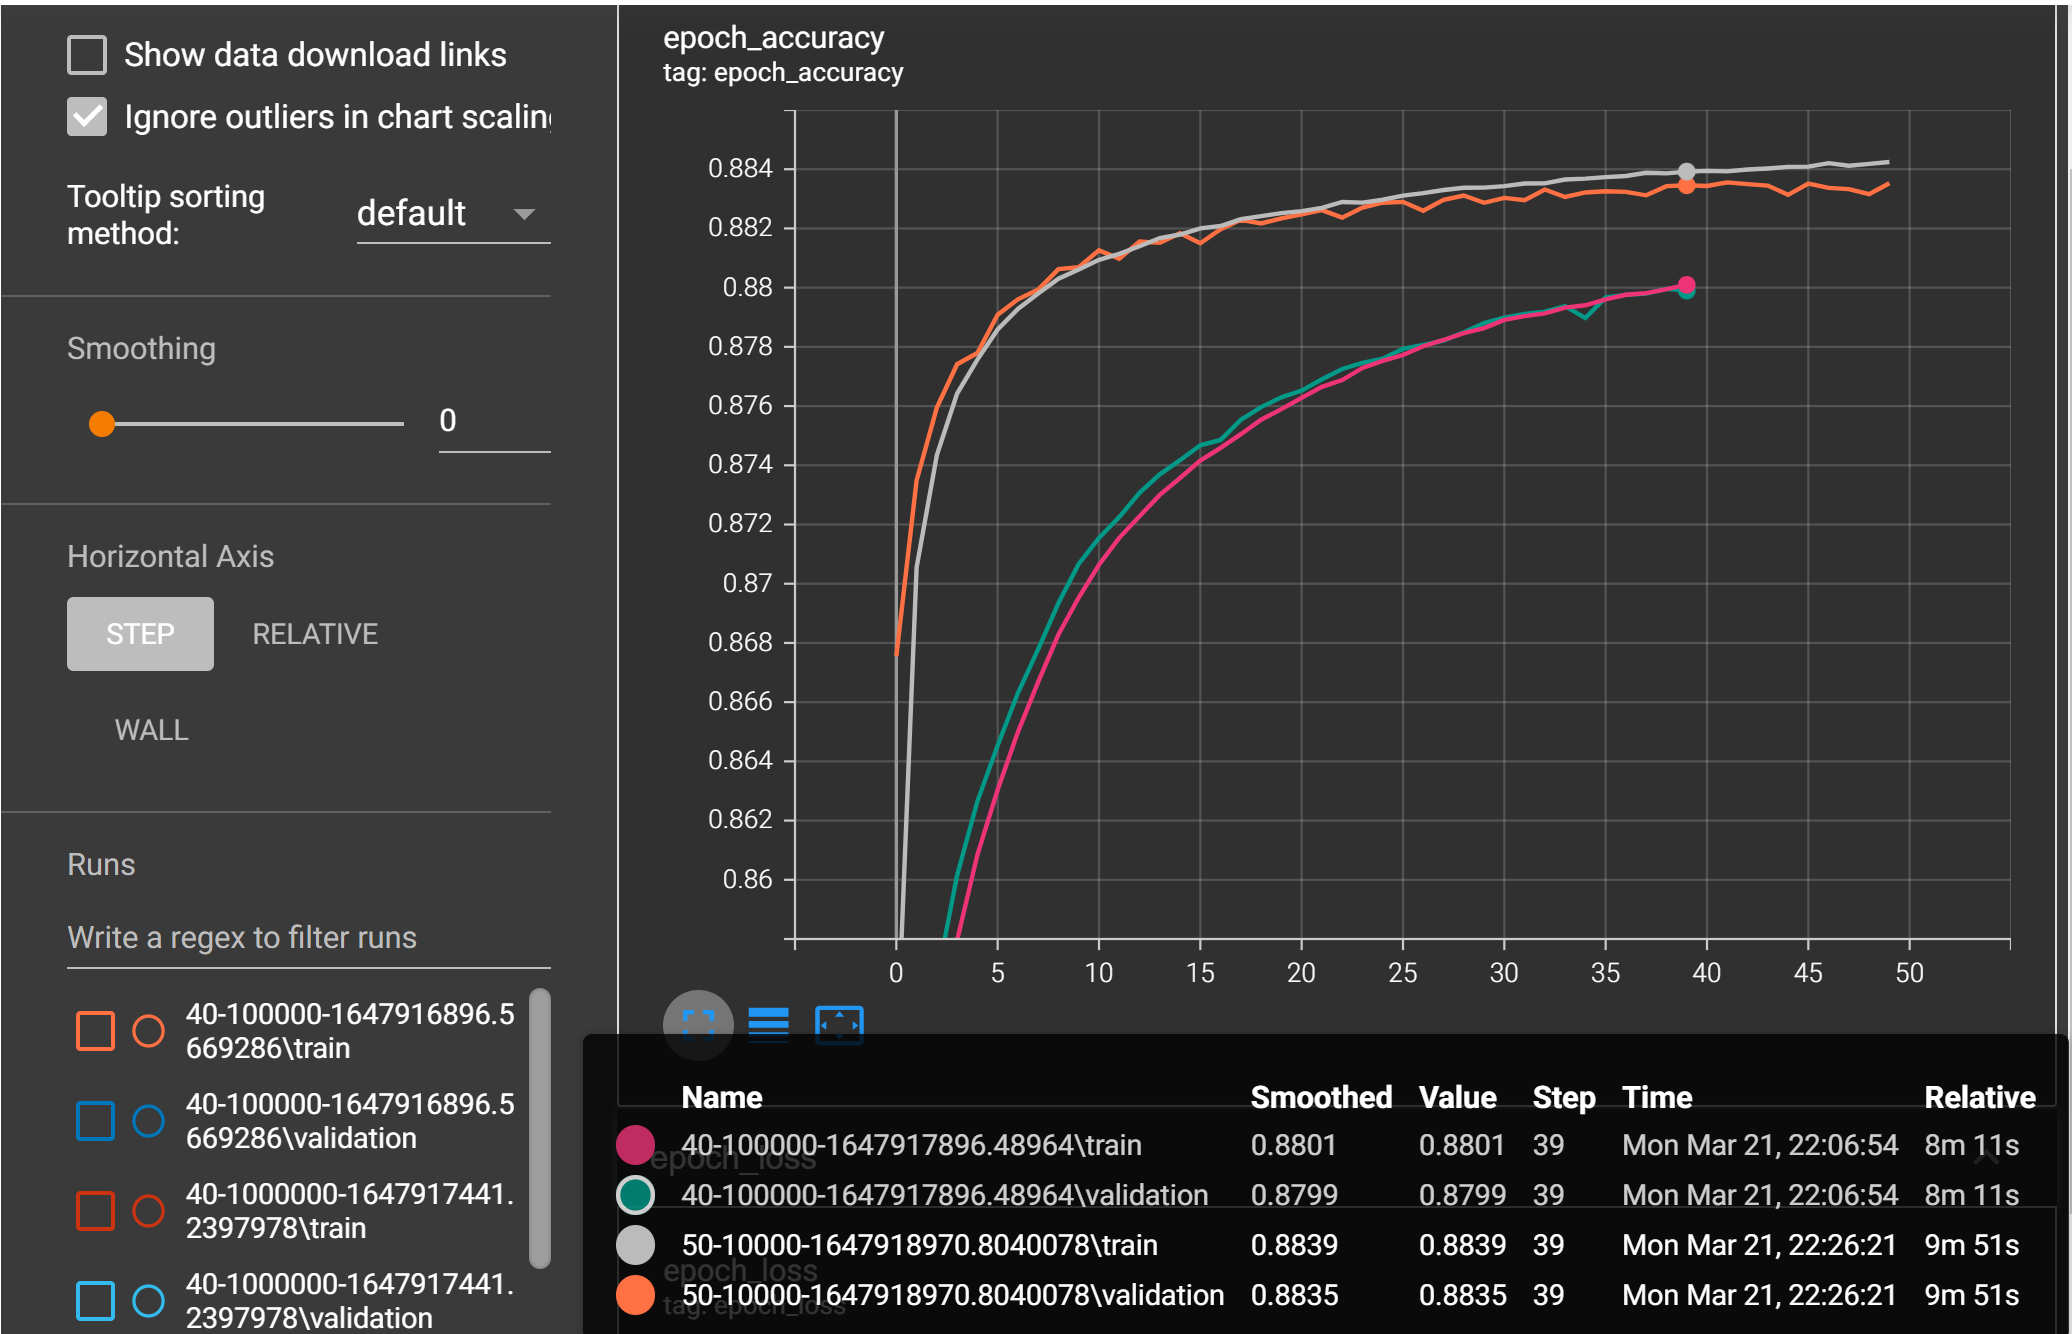 Show data download links
Ignore outliers in chart scaling
Tooltip sorting
method:
default
Smoothing
0
Horizontal Axis
STEP
RELATIVE
WALL
Runs
Write a regex to filter runs
40-100000-1647916896.5
669286\train
40-100000-1647916896.5
669286\validation
40-1000000-1647917441.
2397978\train
40-1000000-1647917441.
2397978\validation
epoch_accuracy
tag: epoch_accuracy
0.884
0.882
0.88
0.878
0.876
0.874
0.872
0.87
0.868
0.866
0.864
0.862
0.86
0 5 10 15 20 25 30 35 40 45 50
Name Smoothed Value Step Time Relative
40-100000-1647917896.48964\train 0.8801 0.8801 39 Mon Mar 21, 22:06:54 8m 11s
epoch_loss
40-100000-1647917896.48964\validation 0.8799 0.8799 39 Mon Mar 21, 22:06:54 8m 11s
50-10000-1647918970.8040078\train 0.8839 0.8839 39 Mon Mar 21, 22:26:21 9m 51s
epoch_loss
50-10000-1647918970.8040078\validation 0.8835 0.8835 39 Mon Mar 21, 22:26:21 9m 51s
tag: epoch_loss